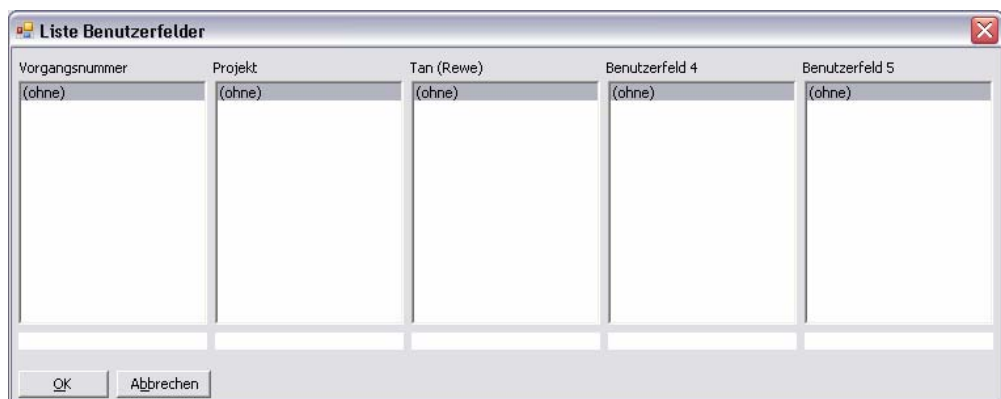 Liste Benutzerfelder
Vorgangsnummer Projekt Tan (Rewe) Benutzerfeld 4 Benutzerfeld 5
(ohne) (ohne) (ohne) (ohne) (ohne)
OK Abbrechen